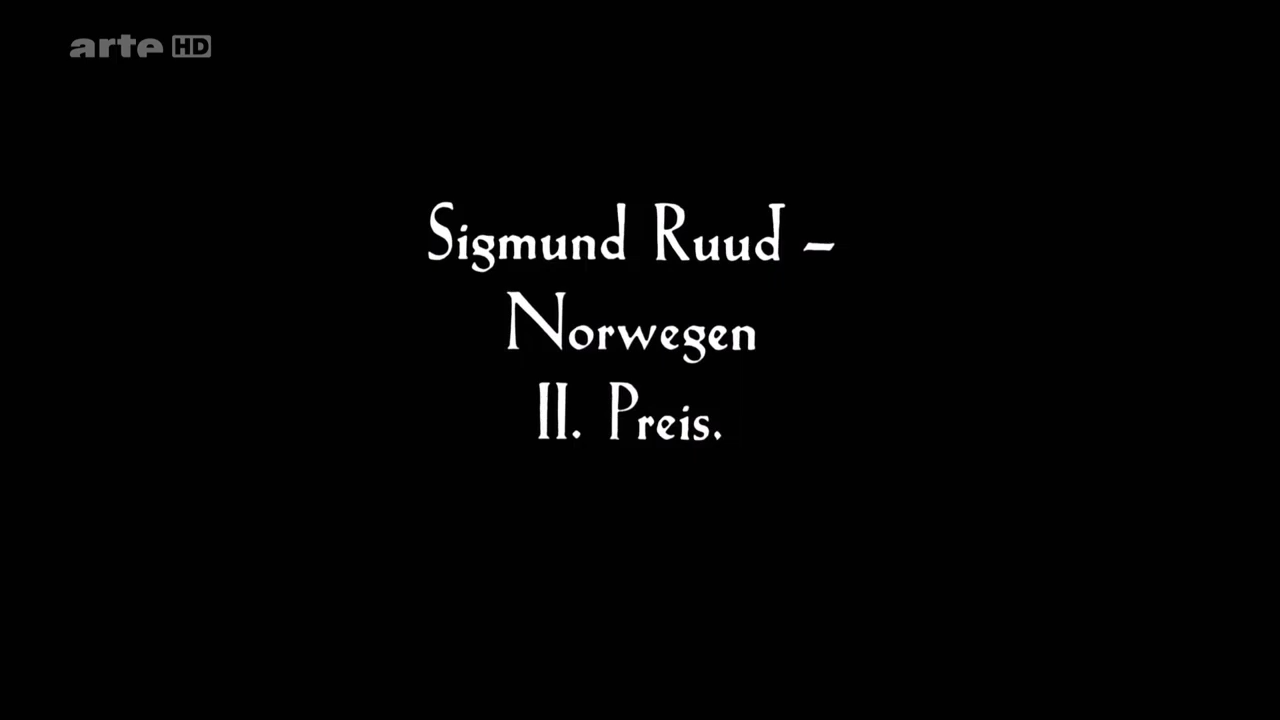 arte HD
Sigmund Ruud –
Norwegen
II. Preis.